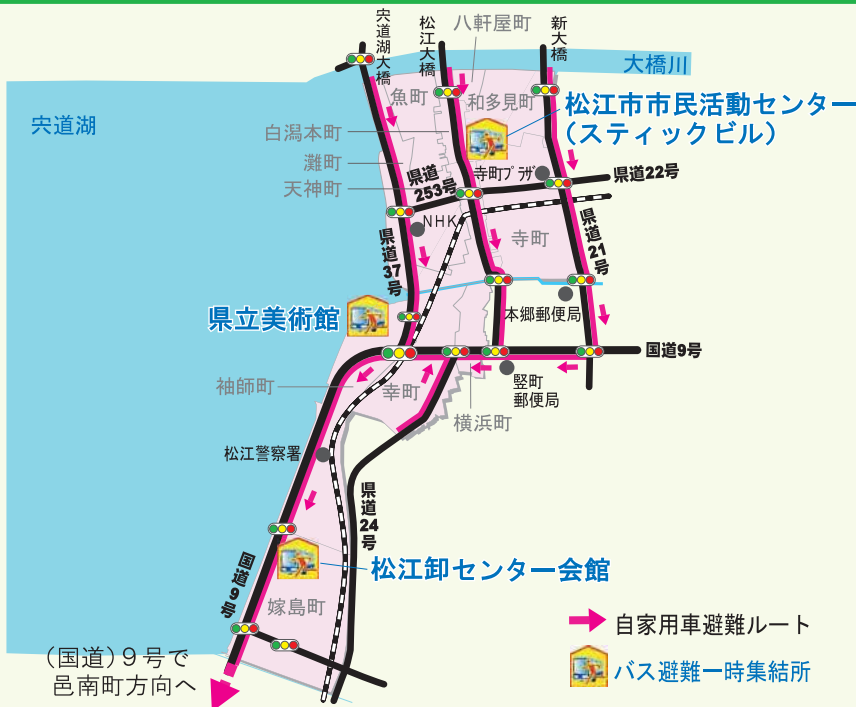 宍道湖大橋
松江大橋
八軒屋町
新大橋
大橋川
宍道湖
魚町
和多見町
松江市市民活動センター
(スティックビル)
白潟本町
灘町
天神町
県道
253号
寺町プラザ
県道22号
NHK
寺町
県道21号
県道37号
本郷郵便局
県立美術館
国道9号
袖師町
幸町
竪町
郵便局
横浜町
松江警察署
県道24号
国道9号
松江卸センター会館
嫁島町
自家用車避難ルート
バス避難一時集結所
(国道)9号で
邑南町方向へ